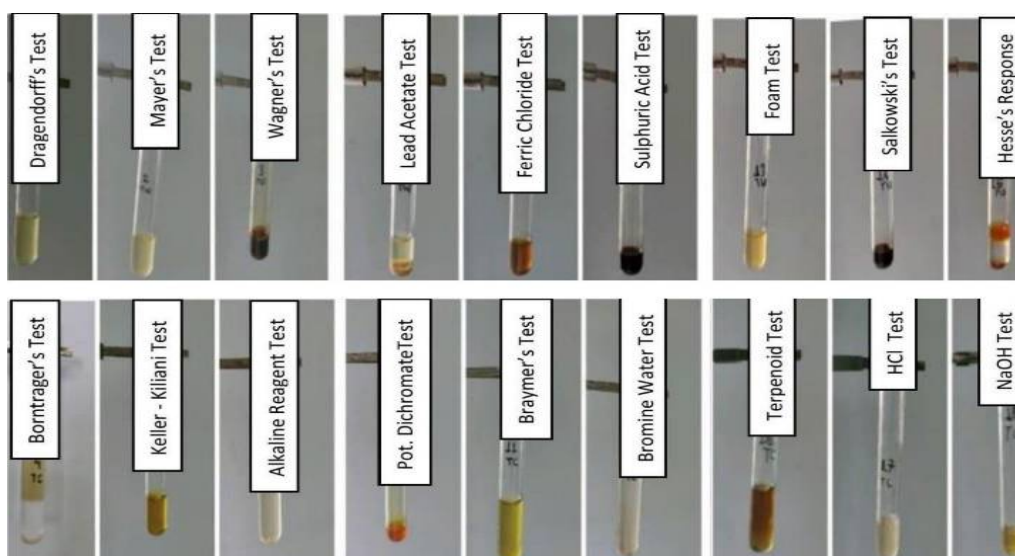 Dragendorff's Test
Mayer's Test
Wagner's Test
Lead Acetate Test
Ferric Chloride Test
Sulphuric Acid Test
Foam Test
Salkowski's Test
Hesse's Response
Borntrager's Test
Keller - Kiliani Test
Alkaline Reagent Test
Pot. DichromateTest
Braymer's Test
Bromine Water Test
Terpenoid Test
HCl Test
NaOH Test